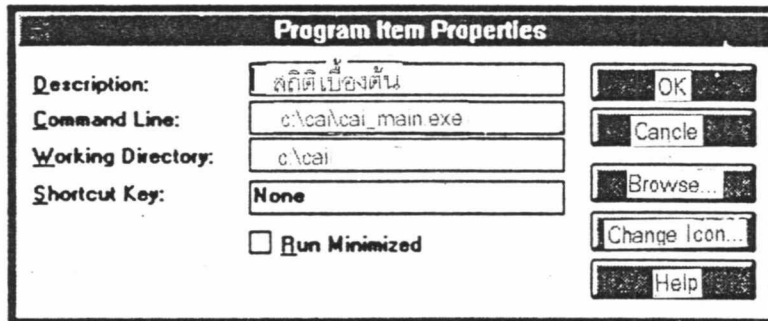 Program Item Properties
Description: สถิติเบื้องต้น OK
Command Line: c:\cai\cai_main.exe Cancle
Working Directory: c:\cai
Shortcut Key: None Browse...
Run Minimized Change Icon...
Help